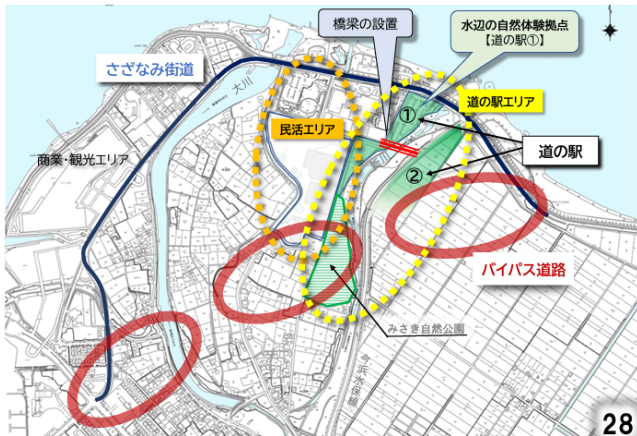 橋梁の設置
水辺の自然体験拠点
【道の駅①】
さざなみ街道
大川
道の駅エリア
民活エリア
①
道の駅
商業・観光エリア
②
バイパス道路
みさき自然公園
今浜水保線
28